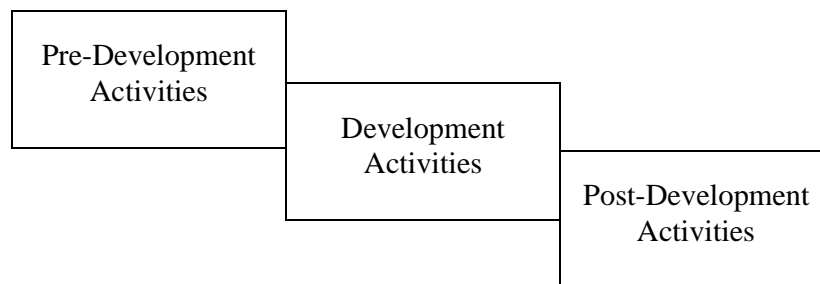 Pre-Development
Activities
Development
Activities
Post-Development
Activities